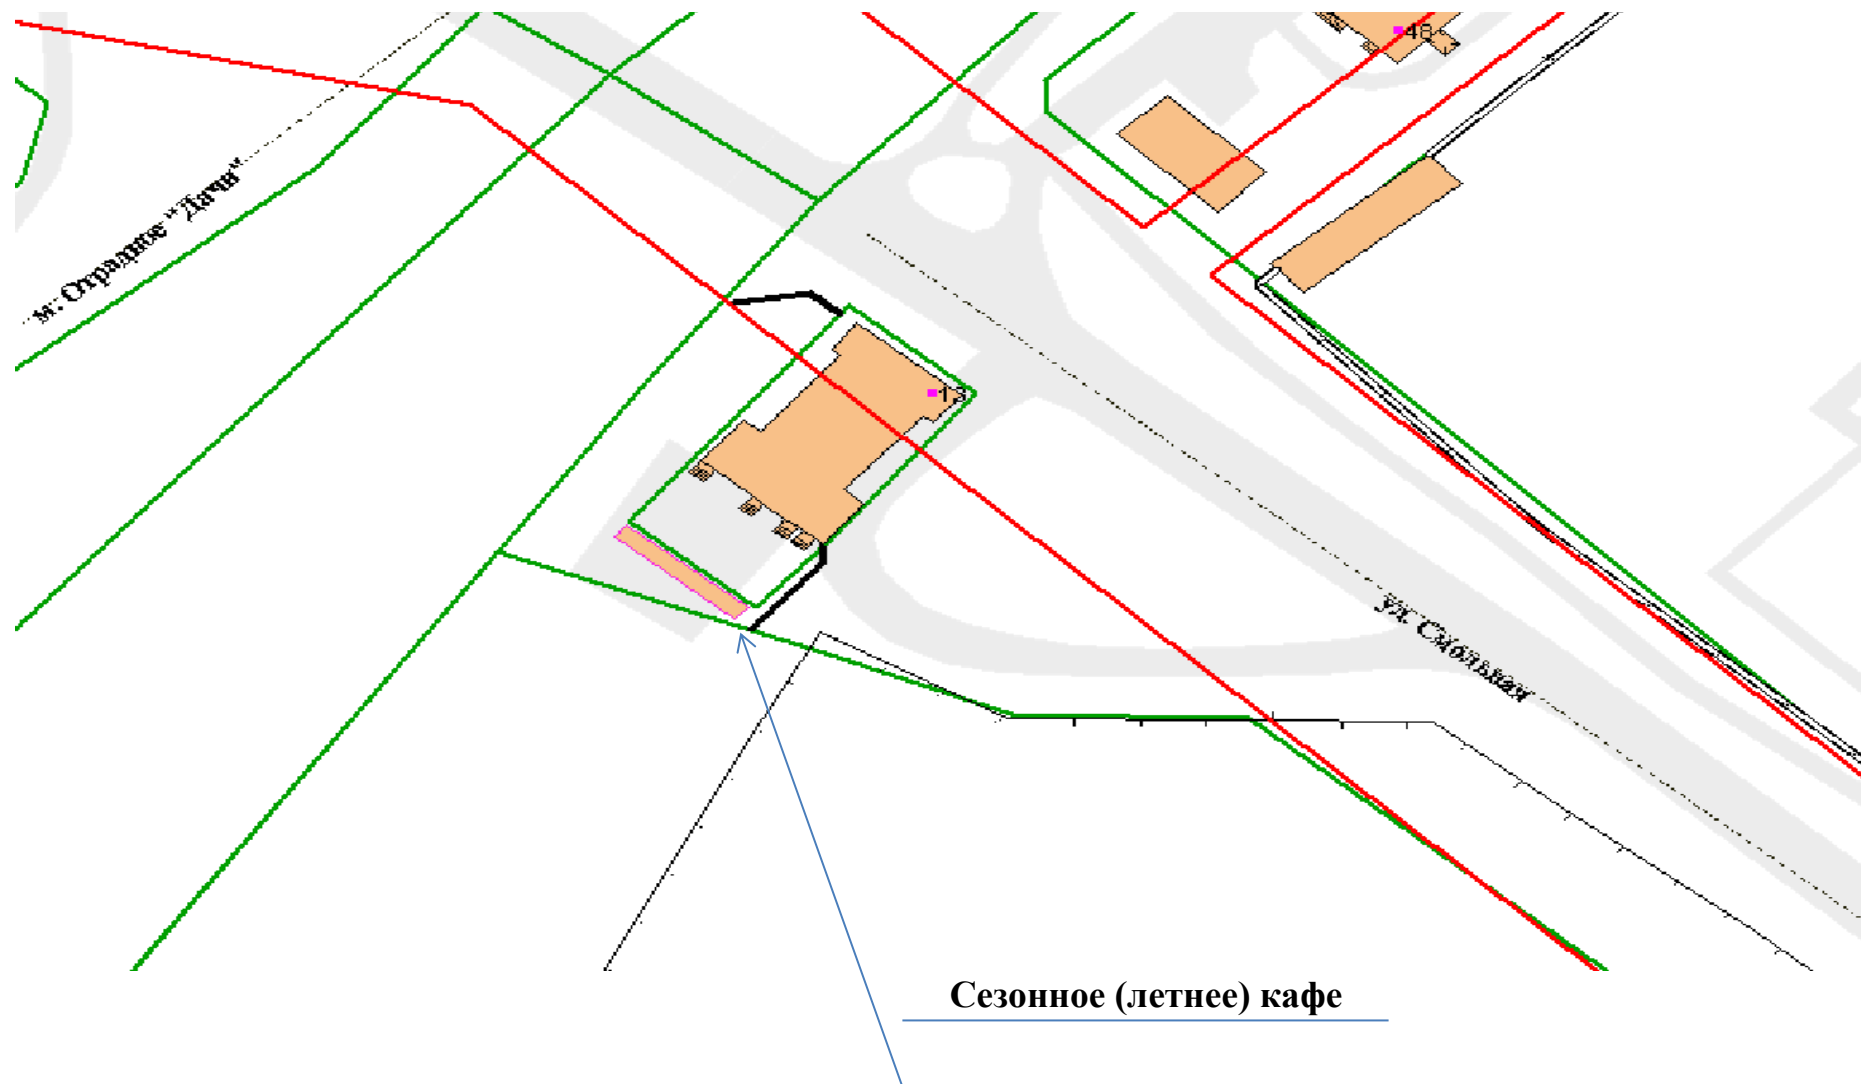 48
м. Отрадное "Дачи"
13
ул. Смольная
Сезонное (летнее) кафе